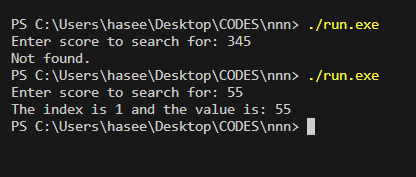 PS C:\Users\hasee\Desktop\CODES\nnn> ./run.exe
Enter score to search for: 345
Not found.
PS C:\Users\hasee\Desktop\CODES\nnn> ./run.exe
Enter score to search for: 55
The index is 1 and the value is: 55
PS C:\Users\hasee\Desktop\CODES\nnn>